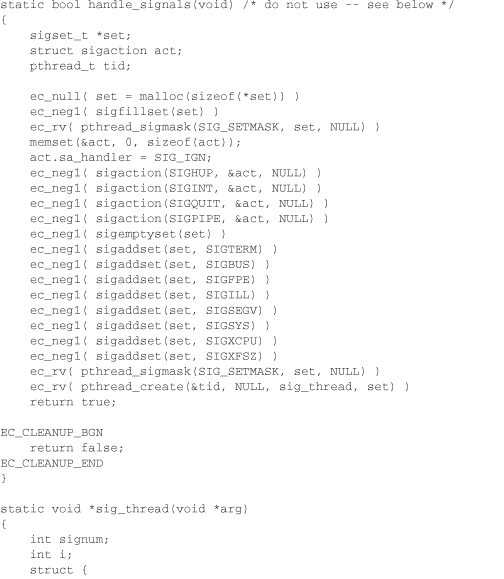 static bool handle_signals(void) /* do not use -- see below */
{
    sigset_t *set;
    struct sigaction act;
    pthread_t tid;

    ec_null( set = malloc(sizeof(*set)) )
    ec_neg1( sigfillset(set) )
    ec_rv( pthread_sigmask(SIG_SETMASK, set, NULL) )
    memset(&act, 0, sizeof(act));
    act.sa_handler = SIG_IGN;
    ec_neg1( sigaction(SIGHUP, &act, NULL) )
    ec_neg1( sigaction(SIGINT, &act, NULL) )
    ec_neg1( sigaction(SIGQUIT, &act, NULL) )
    ec_neg1( sigaction(SIGPIPE, &act, NULL) )
    ec_neg1( sigemptyset(set) )
    ec_neg1( sigaddset(set, SIGTERM) )
    ec_neg1( sigaddset(set, SIGBUS) )
    ec_neg1( sigaddset(set, SIGFPE) )
    ec_neg1( sigaddset(set, SIGILL) )
    ec_neg1( sigaddset(set, SIGSEGV) )
    ec_neg1( sigaddset(set, SIGSYS) )
    ec_neg1( sigaddset(set, SIGXCPU) )
    ec_neg1( sigaddset(set, SIGXFSZ) )
    ec_rv( pthread_sigmask(SIG_SETMASK, set, NULL) )
    ec_rv( pthread_create(&tid, NULL, sig_thread, set) )
    return true;

EC_CLEANUP_BGN
    return false;
EC_CLEANUP_END
}

static void *sig_thread(void *arg)
{
    int signum;
    int i;
    struct {